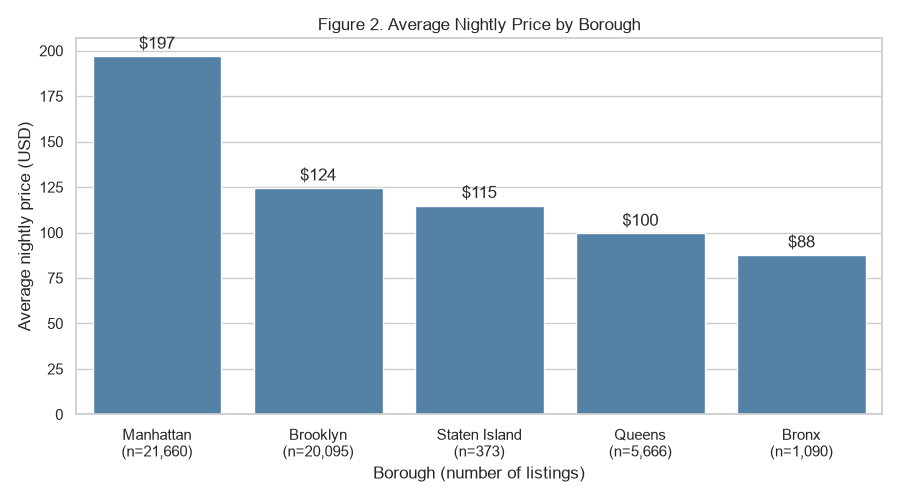 Figure 2. Average Nightly Price by Borough
Average nightly price (USD)
200
175
150
125
100
75
50
25
0
$197
$124
$115
$100
$88
Manhattan
(n=21,660)
Brooklyn
(n=20,095)
Staten Island
(n=373)
Queens
(n=5,666)
Bronx
(n=1,090)
Borough (number of listings)